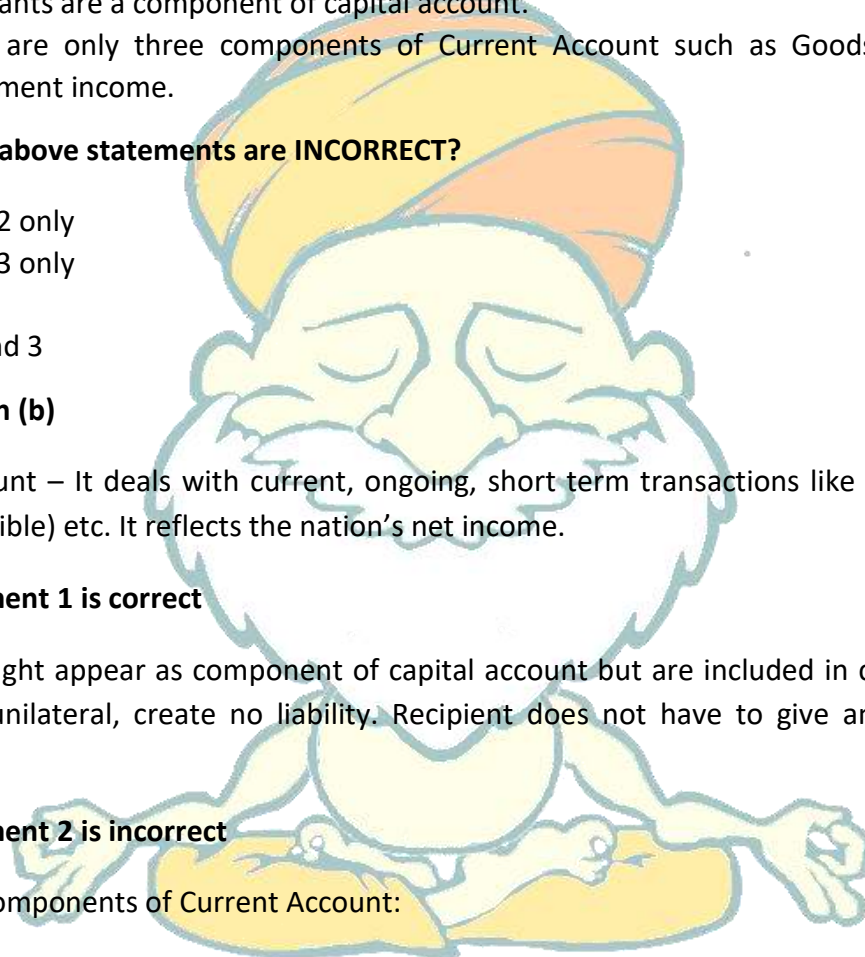 ants are a component of capital account.
are only three components of Current Account such as Goods
ment income.
above statements are INCORRECT?
2 only
3 only
nd 3
n (b)
unt – It deals with current, ongoing, short term transactions like
ible) etc. It reflects the nation's net income.
ment 1 is correct
ght appear as component of capital account but are included in c
unilateral, create no liability. Recipient does not have to give an
ment 2 is incorrect
omponents of Current Account: